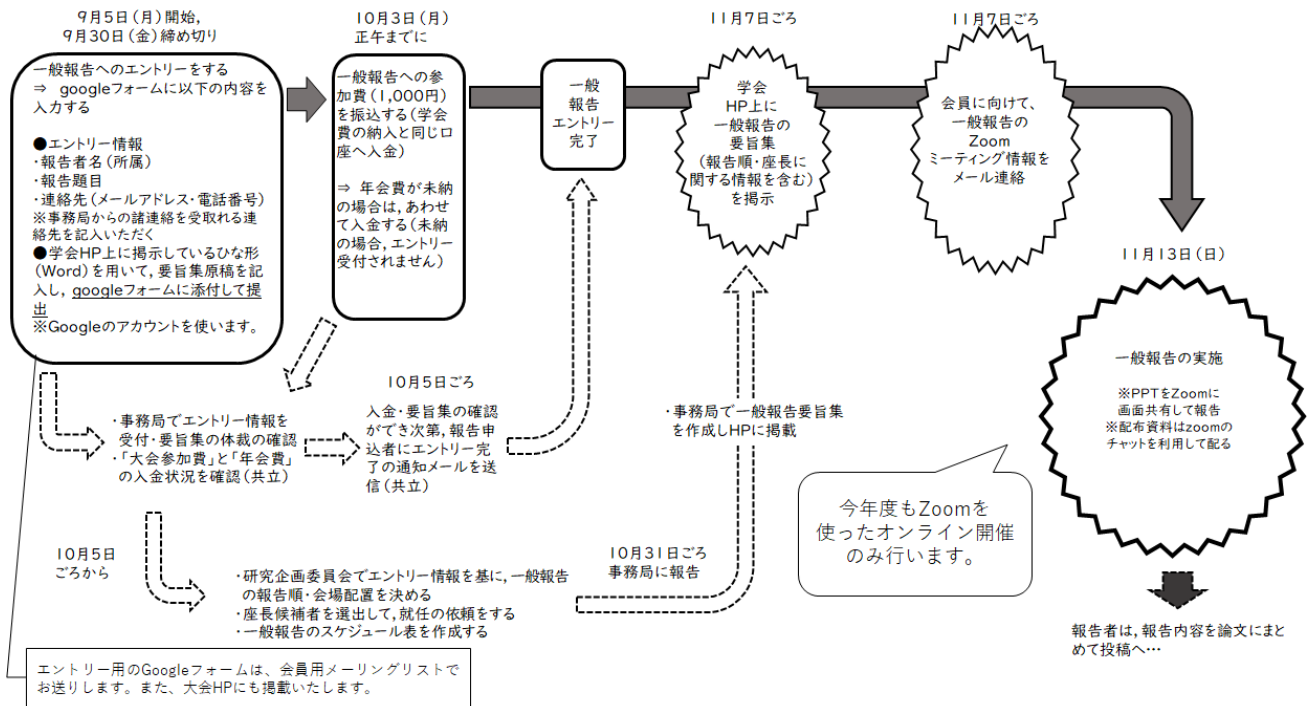 9月5日(月)開始,
9月30日(金)締め切り
一般報告へのエントリーをする
⇒ googleフォームに以下の内容を
入力する
●エントリー情報
・報告者名(所属)
・報告題目
・連絡先(メールアドレス・電話番号)
※事務局からの諸連絡を受取れる連
絡先を記入いただく
●学会HP上に掲示しているひな形
(Word)を用いて,要旨集原稿を記
入し,googleフォームに添付して提
出
※Googleのアカウントを使います。
10月3日(月)
正午までに
一般報告への参
加費(1,000円)
を振込する(学会
費の納入と同じ口
座へ入金)
⇒ 年会費が未納
の場合は,あわせ
て入金する(未納
の場合,エントリー
受付されません)
一般
報告
エントリー
完了
11月7日ごろ
学会
HP上に
一般報告の
要旨集
(報告順・座長に
関する情報を含む)
を掲示
11月7日ごろ
会員に向けて、
一般報告の
Zoom
ミーティング情報を
メール連絡
11月13日(日)
一般報告の実施
※PPTをZoomに
画面共有して報告
※配布資料はzoomの
チャットを利用して配る
・事務局でエントリー情報を
受付・要旨集の体裁の確認
・「大会参加費」と「年会費」
の入金状況を確認(共立)
10月5日ごろ
入金・要旨集の確認
ができ次第,報告申
込者にエントリー完
了の通知メールを送
信(共立)
・事務局で一般報告要旨集
を作成しHPに掲載
今年度もZoomを
使ったオンライン開催
のみ行います。
10月5日
ごろから
・研究企画委員会でエントリー情報を基に,一般報告
の報告順・会場配置を決める
・座長候補者を選出して,就任の依頼をする
・一般報告のスケジュール表を作成する
10月31日ごろ
事務局に報告
報告者は,報告内容を論文にまと
めて投稿へ…
エントリー用のGoogleフォームは、会員用メーリングリストで
お送りします。また、大会HPにも掲載いたします。